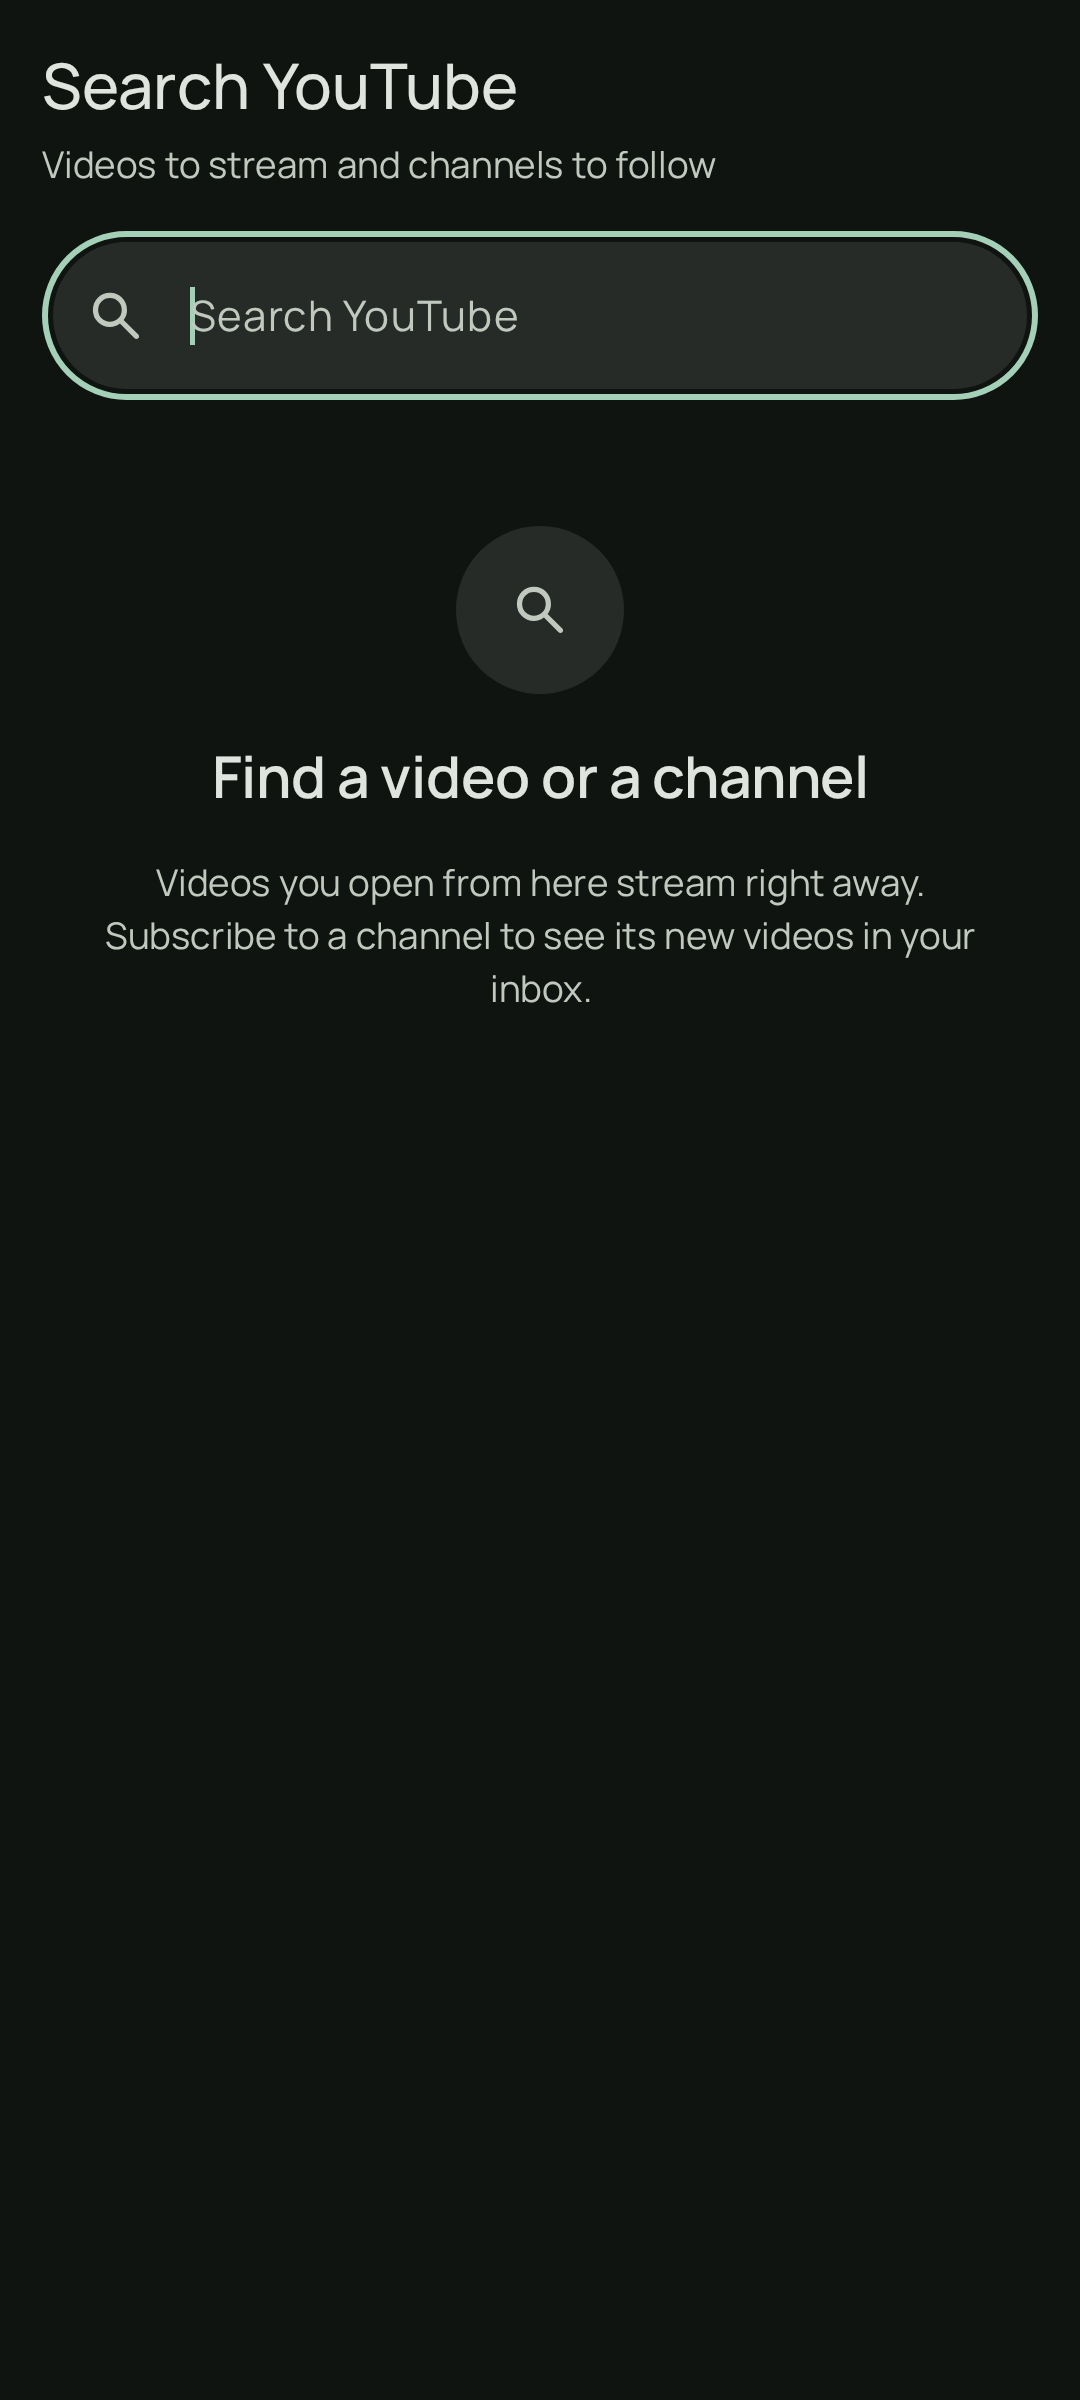 Search YouTube
Videos to stream and channels to follow
Search YouTube
Find a video or a channel
Videos you open from here stream right away.
Subscribe to a channel to see its new videos in your
inbox.